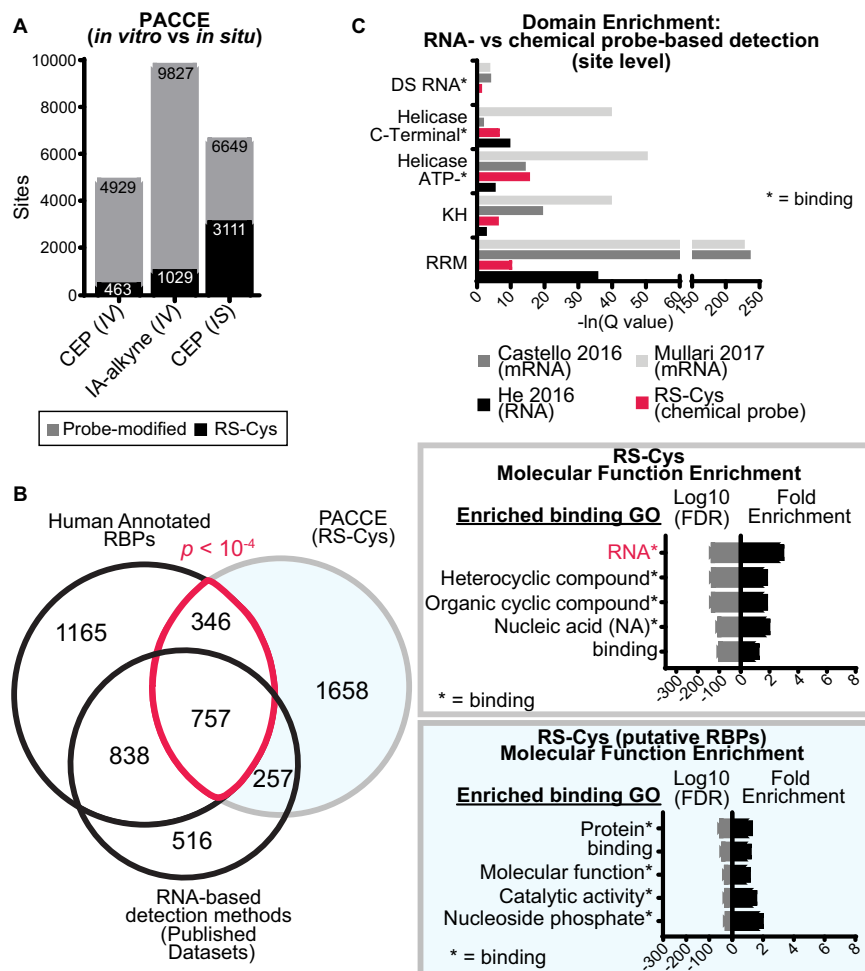 A
PACCE
(in vitro vs in situ)
10000
8000
6000
4000
2000
0
Sites
4929
463
9827
1029
6649
3111
CEP (IV)
IA-alkyne (IV)
CEP (IS)
Probe-modified
RS-Cys
C
Domain Enrichment:
RNA- vs chemical probe-based detection
(site level)
DS RNA*
Helicase
C-Terminal*
Helicase
ATP-*
KH
RRM
* = binding
0
10
20
30
40
50
60
150
200
250
-ln(Q value)
Castello 2016
(mRNA)
Mullari 2017
(mRNA)
He 2016
(RNA)
RS-Cys
(chemical probe)
B
Human Annotated
RBPs
p < 10-4
PACCE
(RS-Cys)
1165
346
1658
757
838
257
516
RNA-based
detection methods
(Published
Datasets)
RS-Cys
Molecular Function Enrichment
Enriched binding GO
Log10
(FDR)
Fold
Enrichment
RNA*
Heterocyclic compound*
Organic cyclic compound*
Nucleic acid (NA)*
binding
* = binding
-300
-200
-100
0
2
4
6
8
RS-Cys (putative RBPs)
Molecular Function Enrichment
Enriched binding GO
Log10
(FDR)
Fold
Enrichment
Protein*
binding
Molecular function*
Catalytic activity*
Nucleoside phosphate*
* = binding
-300
-200
-100
0
2
4
6
8